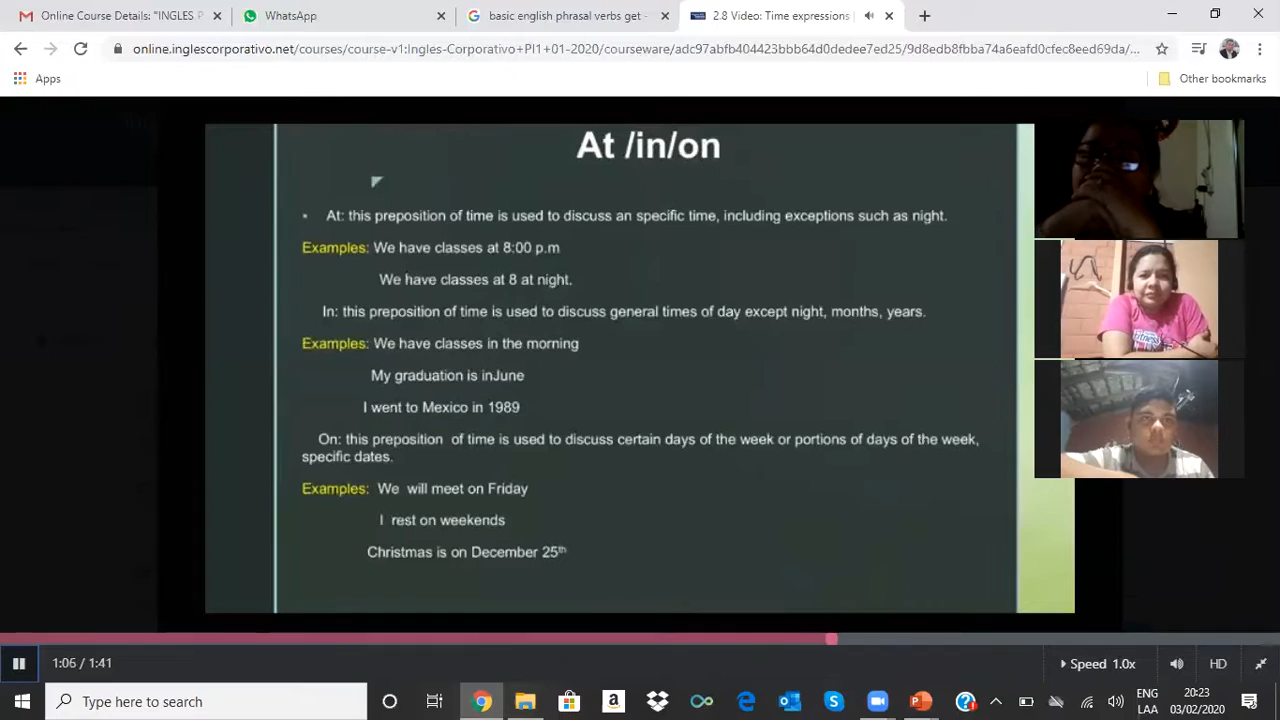 Online Course Details: "INGLES P
WhatsApp
basic english phrasal verbs get -
2.8 Video: Time expressions
online.inglescorporativo.net/courses/course-v1:Ingles-Corporativo+PI1+01-2020/courseware/adc97abfb404423bbb64d0dedee7ed25/9d8edb8fbba74a6eafd0cfec8eed69da/...
Apps
Other bookmarks
At /in/on
At: this preposition of time is used to discuss an specific time, including exceptions such as night.
Examples: We have classes at 8:00 p.m
We have classes at 8 at night.
In: this preposition of time is used to discuss general times of day except night, months, years.
Examples: We have classes in the morning
My graduation is inJune
I went to Mexico in 1989
On: this preposition of time is used to discuss certain days of the week or portions of days of the week,
specific dates.
Examples: We will meet on Friday
I rest on weekends
Christmas is on December 25th
1:06 / 1:41
Speed 1.0x
HD
Type here to search
ENG
LAA
20:23
03/02/2020